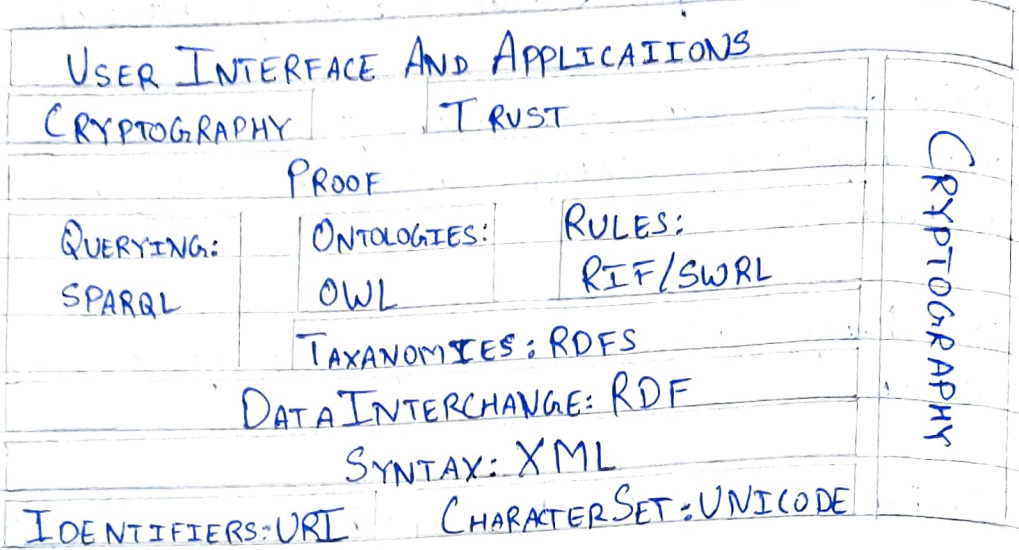 USER INTERFACE AND APPLICAIIONS
CRYPTOGRAPHY TRUST
PROOF
QUERYING: ONTOLOGIES: RULES:
SPARQL OWL RIF/SWRL
TAXANOMIES: RDFS
DATA INTERCHANGE: RDF
SYNTAX: XML
IDENTIFIERS: URI CHARACTER SET: UNICODE
CRYPTOGRAPHY